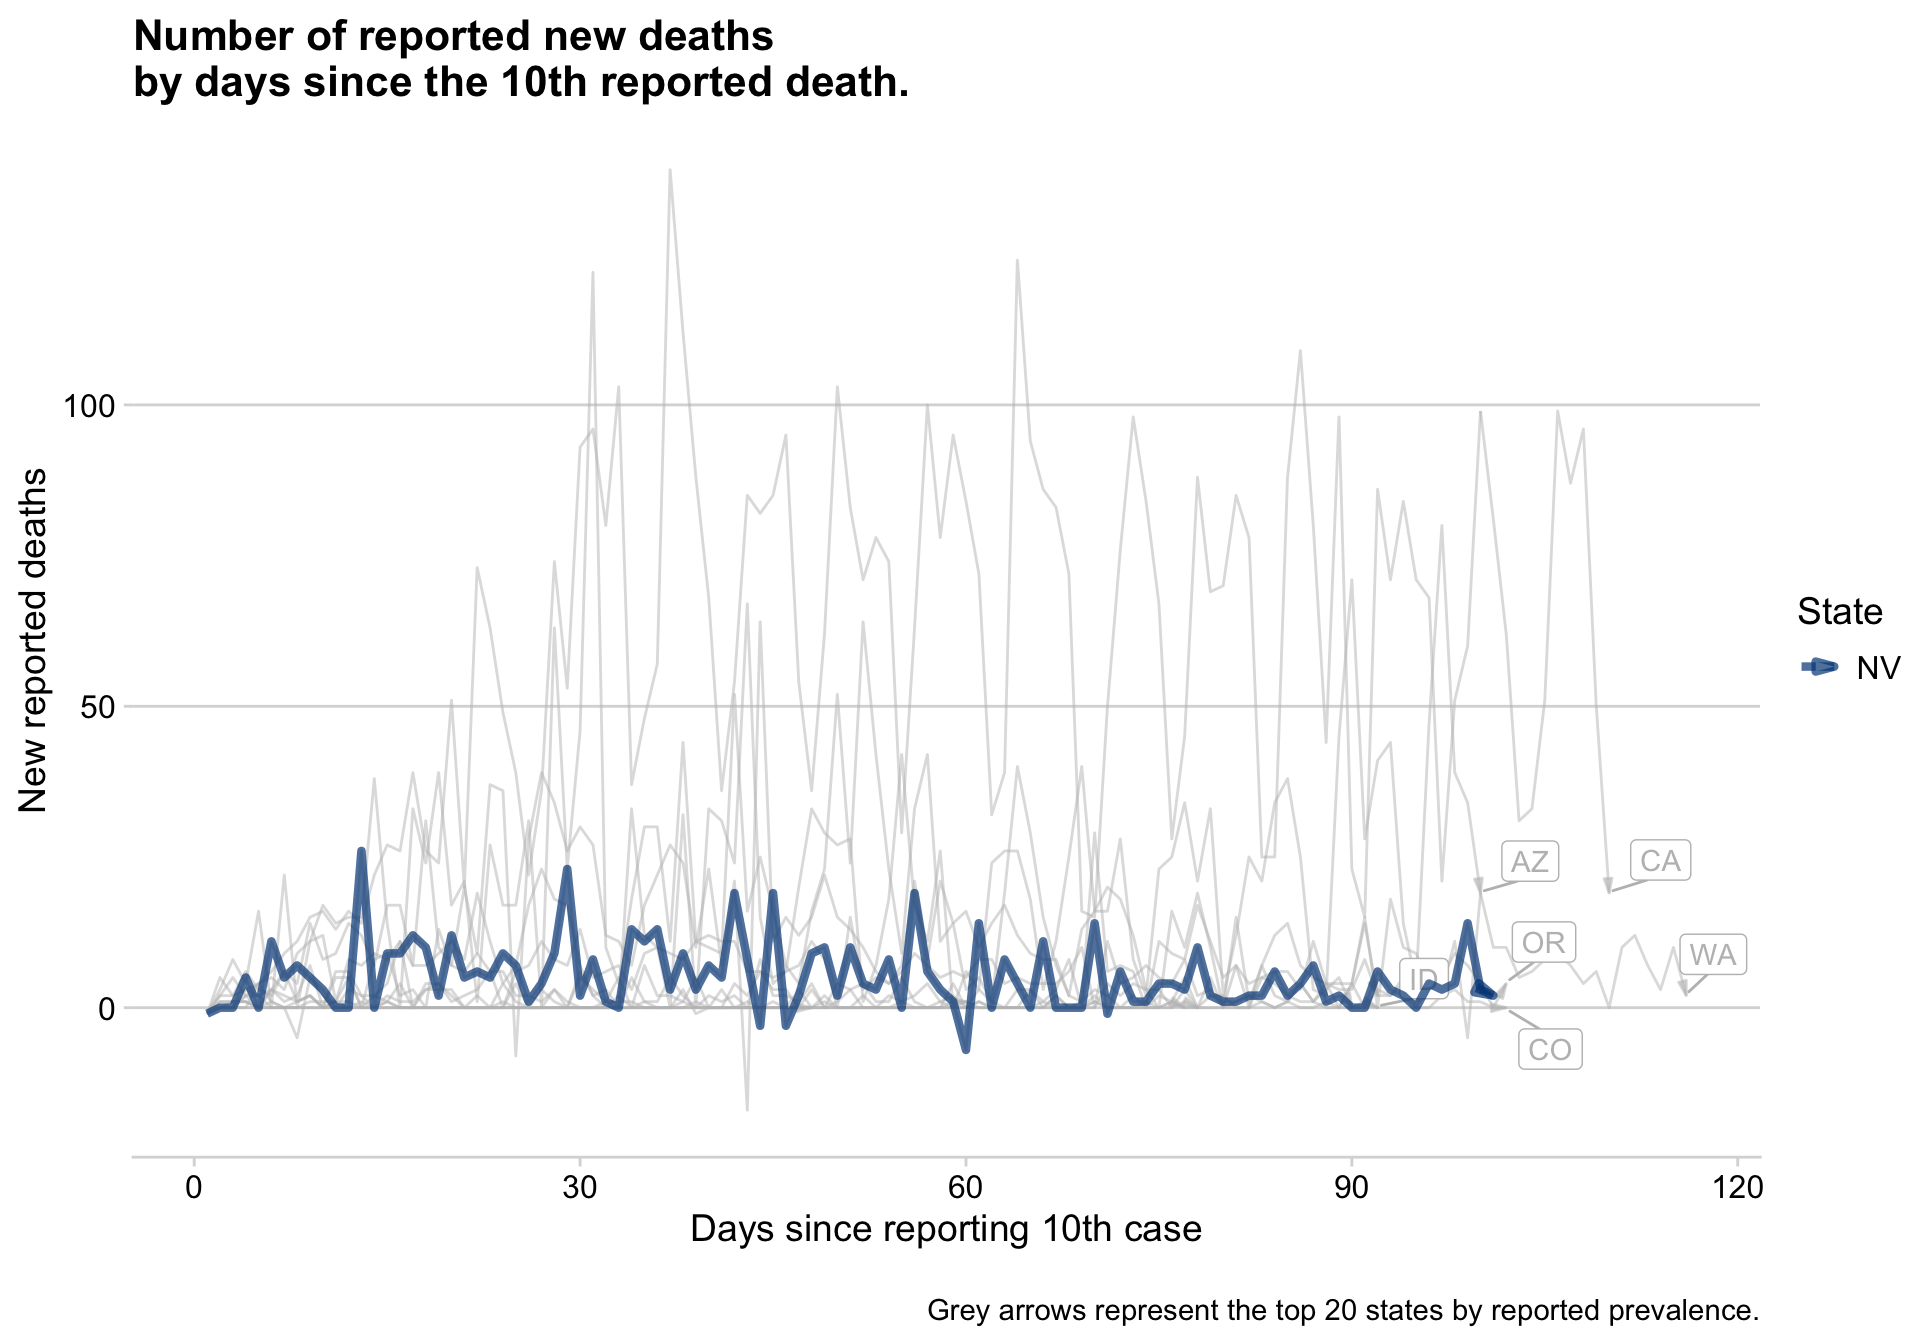 Number of reported new deaths
by days since the 10th reported death.
New reported deaths
100
50
0
AZ
CA
OR
ID
WA
CO
State
NV
0
30
60
90
120
Days since reporting 10th case
Grey arrows represent the top 20 states by reported prevalence.